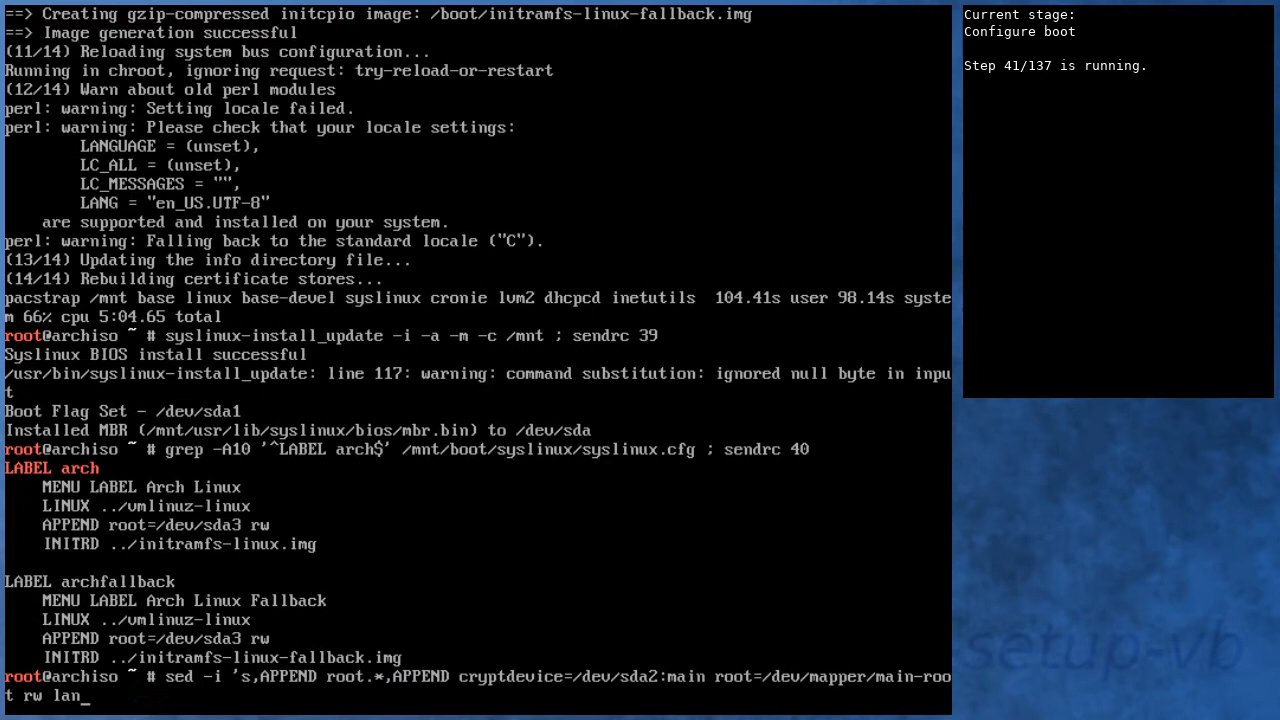 ==> Creating gzip-compressed initcpio image: /boot/initramfs-linux-fallback.img
==> Image generation successful
(11/14) Reloading system bus configuration...
Running in chroot, ignoring request: try-reload-or-restart
(12/14) Warn about old perl modules
perl: warning: Setting locale failed.
perl: warning: Please check that your locale settings:
        LANGUAGE = (unset),
        LC_ALL = (unset),
        LC_MESSAGES = "",
        LANG = "en_US.UTF-8"
    are supported and installed on your system.
perl: warning: Falling back to the standard locale ("C").
(13/14) Updating the info directory file...
(14/14) Rebuilding certificate stores...
pacstrap /mnt base linux base-devel syslinux cronie lvm2 dhcpcd inetutils  104.41s user 98.14s syste
m 66% cpu 5:04.65 total
root@archiso ~ # syslinux-install_update -i -a -m -c /mnt ; sendrc 39
Syslinux BIOS install successful
/usr/bin/syslinux-install_update: line 117: warning: command substitution: ignored null byte in inpu
t
Boot Flag Set - /dev/sda1
Installed MBR (/mnt/usr/lib/syslinux/bios/mbr.bin) to /dev/sda
root@archiso ~ # grep -A10 '^LABEL arch$' /mnt/boot/syslinux/syslinux.cfg ; sendrc 40
LABEL arch
    MENU LABEL Arch Linux
    LINUX ../vmlinuz-linux
    APPEND root=/dev/sda3 rw
    INITRD ../initramfs-linux.img

LABEL archfallback
    MENU LABEL Arch Linux Fallback
    LINUX ../vmlinuz-linux
    APPEND root=/dev/sda3 rw
    INITRD ../initramfs-linux-fallback.img
root@archiso ~ # sed -i 's,APPEND root.*,APPEND cryptdevice=/dev/sda2:main root=/dev/mapper/main-roo
t rw lan_
Current stage:
Configure boot

Step 41/137 is running.
setup-vb